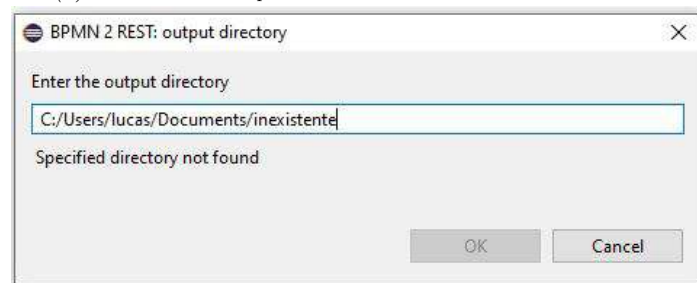 BPMN 2 REST: output directory
Enter the output directory
C:/Users/lucas/Documents/inexistente
Specified directory not found
OK
Cancel